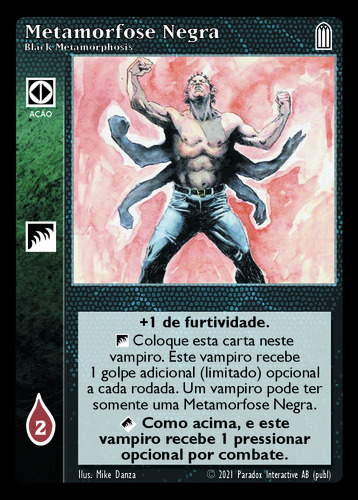 Metamorfose Negra
Black Metamorphosis
AÇÃO
+1 de furtividade.
Coloque esta carta neste
vampiro. Este vampiro recebe
1 golpe adicional (limitado) opcional
a cada rodada. Um vampiro pode ter
somente uma Metamorfose Negra.
Como acima, e este
vampiro recebe 1 pressionar
opcional por combate.
2
Ilus. Mike Danza
© 2021 Paradox Interactive AB (publ)